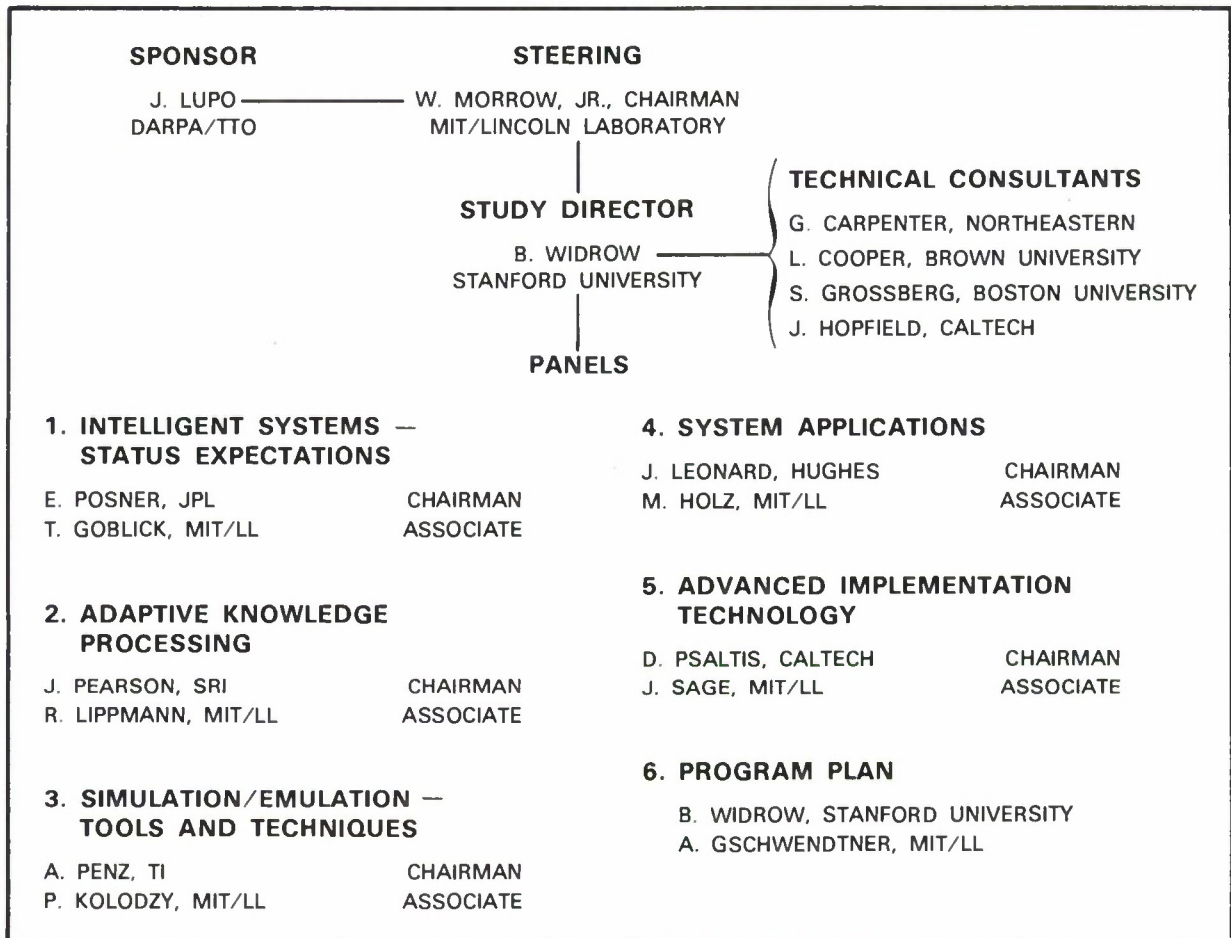 SPONSOR
J. LUPO
DARPA/TTO
STEERING
W. MORROW, JR., CHAIRMAN
MIT/LINCOLN LABORATORY
STUDY DIRECTOR
B. WIDROW
STANFORD UNIVERSITY
TECHNICAL CONSULTANTS
G. CARPENTER, NORTHEASTERN
L. COOPER, BROWN UNIVERSITY
S. GROSSBERG, BOSTON UNIVERSITY
J. HOPFIELD, CALTECH
PANELS
1. INTELLIGENT SYSTEMS —
STATUS EXPECTATIONS
E. POSNER, JPL CHAIRMAN
T. GOBLICK, MIT/LL ASSOCIATE
2. ADAPTIVE KNOWLEDGE
PROCESSING
J. PEARSON, SRI CHAIRMAN
R. LIPPMANN, MIT/LL ASSOCIATE
3. SIMULATION/EMULATION —
TOOLS AND TECHNIQUES
A. PENZ, TI CHAIRMAN
P. KOLODZY, MIT/LL ASSOCIATE
4. SYSTEM APPLICATIONS
J. LEONARD, HUGHES CHAIRMAN
M. HOLZ, MIT/LL ASSOCIATE
5. ADVANCED IMPLEMENTATION
TECHNOLOGY
D. PSALTIS, CALTECH CHAIRMAN
J. SAGE, MIT/LL ASSOCIATE
6. PROGRAM PLAN
B. WIDROW, STANFORD UNIVERSITY
A. GSCHWENDTNER, MIT/LL